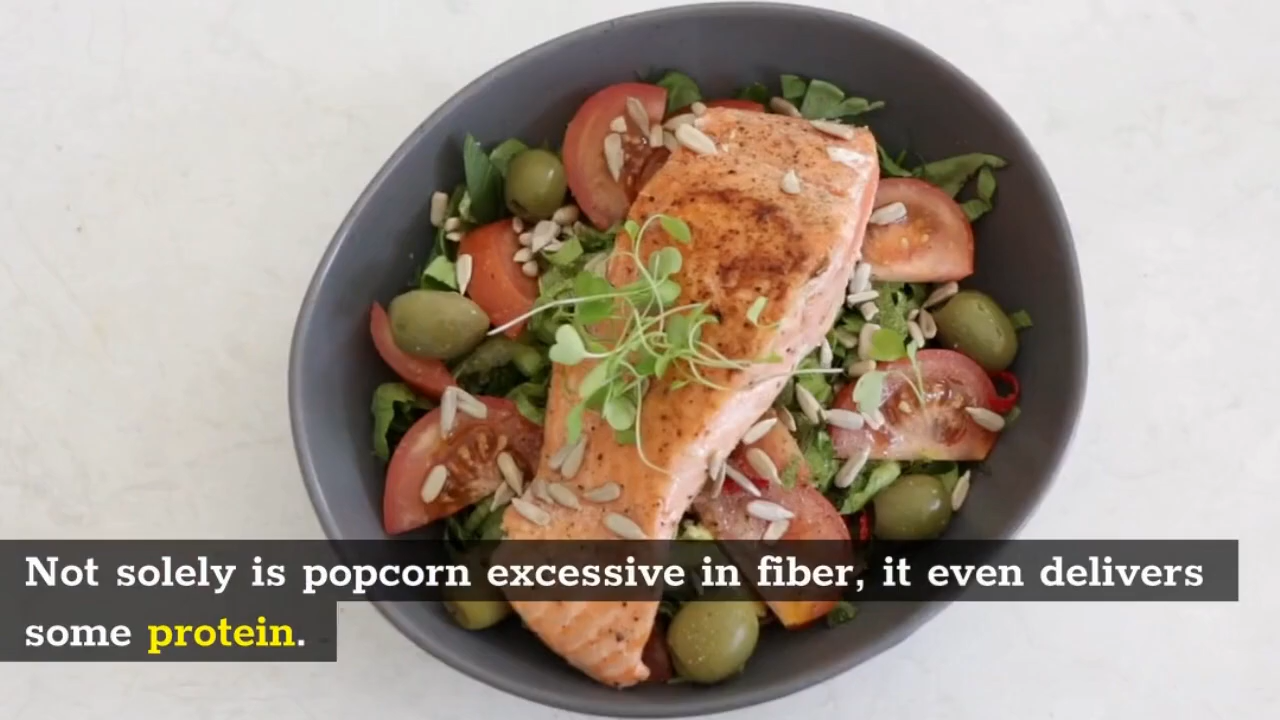 Not solely is popcorn excessive in fiber, it even delivers
some protein.